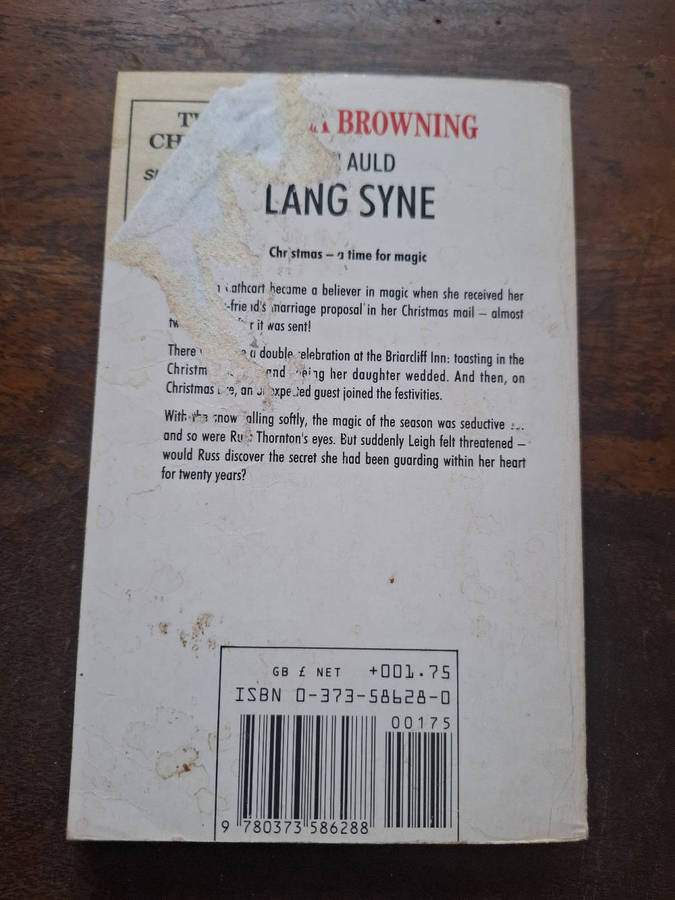 BROWNING
AULD
LANG SYNE
Christmas – a time for magic
became a believer in magic when she received her
marriage proposal in her Christmas mail – almost
it was sent!
There a double at the Briarcliff Inn: toasting in the
and her daughter wedded. And then, on
Christmas guest joined the festivities.
With the snow falling softly, the magic of the season was seductive ...
and so were Thornton's eyes. But suddenly Leigh felt threatened –
would Russ discover the secret she had been guarding within her heart
for twenty years?
GB £ NET +001.75
ISBN 0-373-58628-0
00175
9 780373 586288